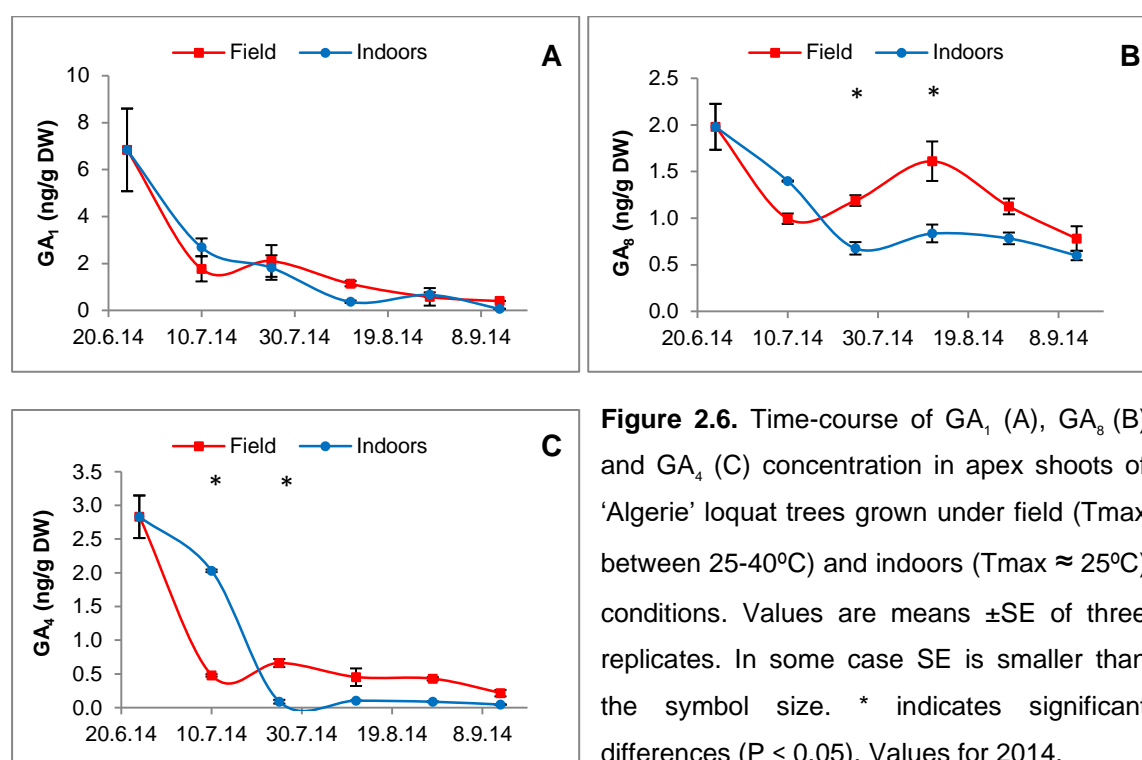 Field Indoors A
10
8
6
4
2
0
GA₁ (ng/g DW)
20.6.14 10.7.14 30.7.14 19.8.14 8.9.14
Field Indoors B
2.5
2.0
1.5
1.0
0.5
0.0
GA₈ (ng/g DW)
* *
20.6.14 10.7.14 30.7.14 19.8.14 8.9.14
Field Indoors C
3.5
3.0
2.5
2.0
1.5
1.0
0.5
0.0
GA₄ (ng/g DW)
* *
20.6.14 10.7.14 30.7.14 19.8.14 8.9.14
Figure 2.6. Time-course of GA₁ (A), GA₈ (B)
and GA₄ (C) concentration in apex shoots of
‘Algerie’ loquat trees grown under field (Tmax
between 25-40ºC) and indoors (Tmax ≈ 25ºC)
conditions. Values are means ±SE of three
replicates. In some case SE is smaller than
the symbol size. * indicates significant
differences (P < 0.05). Values for 2014.